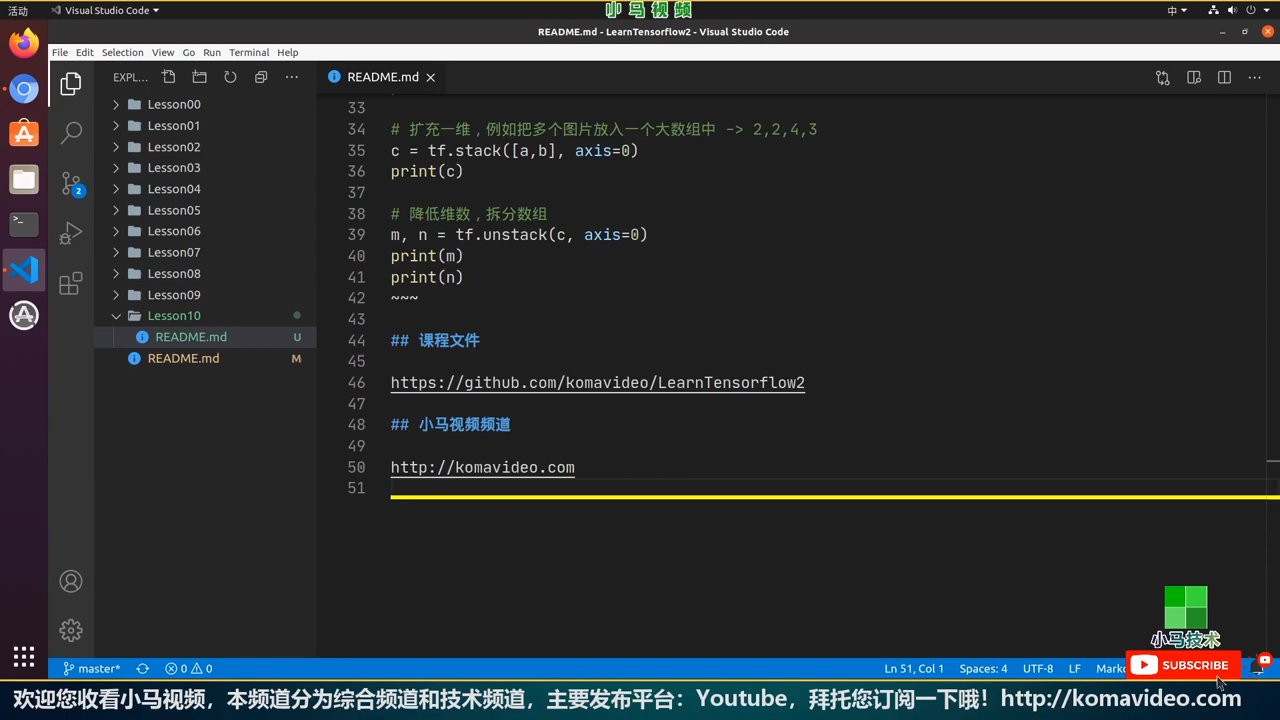 活动
Visual Studio Code
小马视频
中
README.md - LearnTensorflow2 - Visual Studio Code
File Edit Selection View Go Run Terminal Help
EXPL...
README.md
Lesson00
Lesson01
Lesson02
Lesson03
Lesson04
Lesson05
Lesson06
Lesson07
Lesson08
Lesson09
Lesson10
README.md U
README.md M
2
33
34 # 扩充一维，例如把多个图片放入一个大数组中 -> 2,2,4,3
35 c = tf.stack([a,b], axis=0)
36 print(c)
37
38 # 降低维数，拆分数组
39 m, n = tf.unstack(c, axis=0)
40 print(m)
41 print(n)
42 ~~~
43
44 ## 课程文件
45
46 https://github.com/komavideo/LearnTensorflow2
47
48 ## 小马视频频道
49
50 http://komavideo.com
51
小马技术
SUBSCRIBE
master* 0 0 Ln 51, Col 1 Spaces: 4 UTF-8 LF
欢迎您收看小马视频，本频道分为综合频道和技术频道，主要发布平台：Youtube，拜托您订阅一下哦！http://komavideo.com